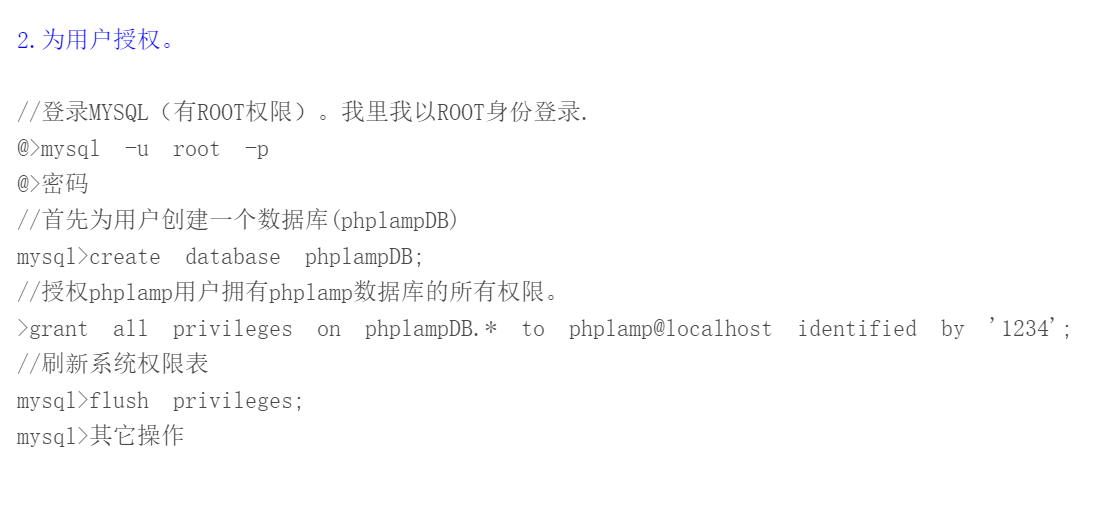 2.为用户授权。
//登录MYSQL（有ROOT权限）。我里我以ROOT身份登录.
@>mysql -u root -p
@>密码
//首先为用户创建一个数据库(phplampDB)
mysql>create database phplampDB;
//授权phplamp用户拥有phplamp数据库的所有权限。
>grant all privileges on phplampDB.* to phplamp@localhost identified by '1234';
//刷新系统权限表
mysql>flush privileges;
mysql>其它操作